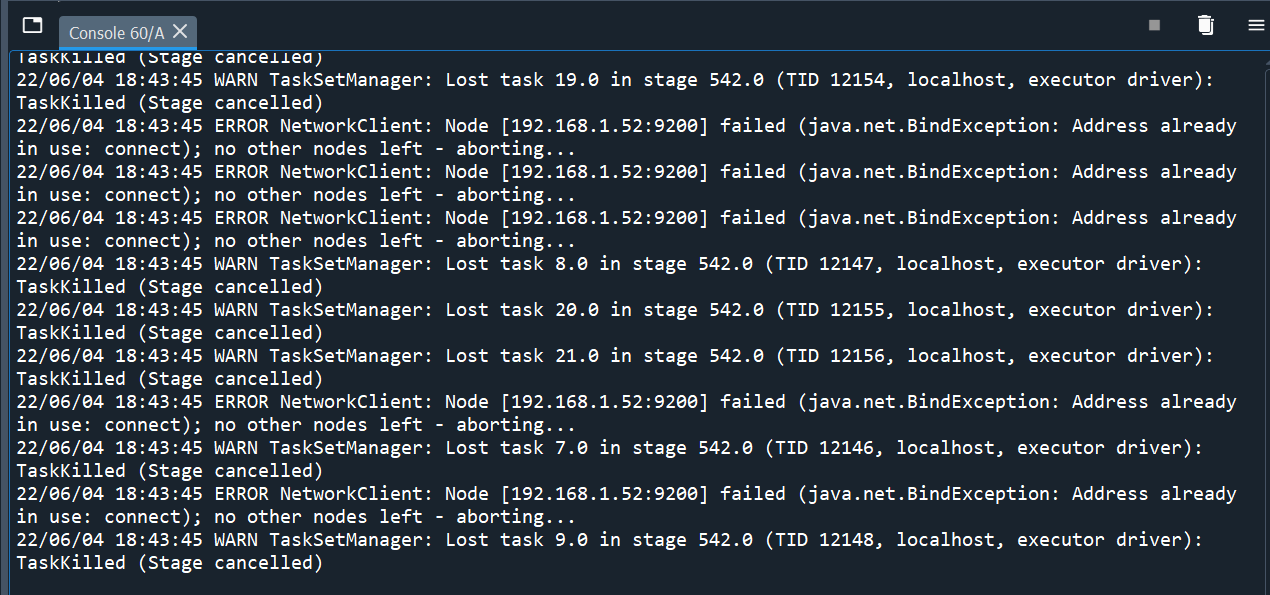 Console 60/A
TaskKilled (Stage cancelled)
22/06/04 18:43:45 WARN TaskSetManager: Lost task 19.0 in stage 542.0 (TID 12154, localhost, executor driver):
TaskKilled (Stage cancelled)
22/06/04 18:43:45 ERROR NetworkClient: Node [192.168.1.52:9200] failed (java.net.BindException: Address already
in use: connect); no other nodes left - aborting...
22/06/04 18:43:45 ERROR NetworkClient: Node [192.168.1.52:9200] failed (java.net.BindException: Address already
in use: connect); no other nodes left - aborting...
22/06/04 18:43:45 ERROR NetworkClient: Node [192.168.1.52:9200] failed (java.net.BindException: Address already
in use: connect); no other nodes left - aborting...
22/06/04 18:43:45 WARN TaskSetManager: Lost task 8.0 in stage 542.0 (TID 12147, localhost, executor driver):
TaskKilled (Stage cancelled)
22/06/04 18:43:45 WARN TaskSetManager: Lost task 20.0 in stage 542.0 (TID 12155, localhost, executor driver):
TaskKilled (Stage cancelled)
22/06/04 18:43:45 WARN TaskSetManager: Lost task 21.0 in stage 542.0 (TID 12156, localhost, executor driver):
TaskKilled (Stage cancelled)
22/06/04 18:43:45 ERROR NetworkClient: Node [192.168.1.52:9200] failed (java.net.BindException: Address already
in use: connect); no other nodes left - aborting...
22/06/04 18:43:45 WARN TaskSetManager: Lost task 7.0 in stage 542.0 (TID 12146, localhost, executor driver):
TaskKilled (Stage cancelled)
22/06/04 18:43:45 ERROR NetworkClient: Node [192.168.1.52:9200] failed (java.net.BindException: Address already
in use: connect); no other nodes left - aborting...
22/06/04 18:43:45 WARN TaskSetManager: Lost task 9.0 in stage 542.0 (TID 12148, localhost, executor driver):
TaskKilled (Stage cancelled)